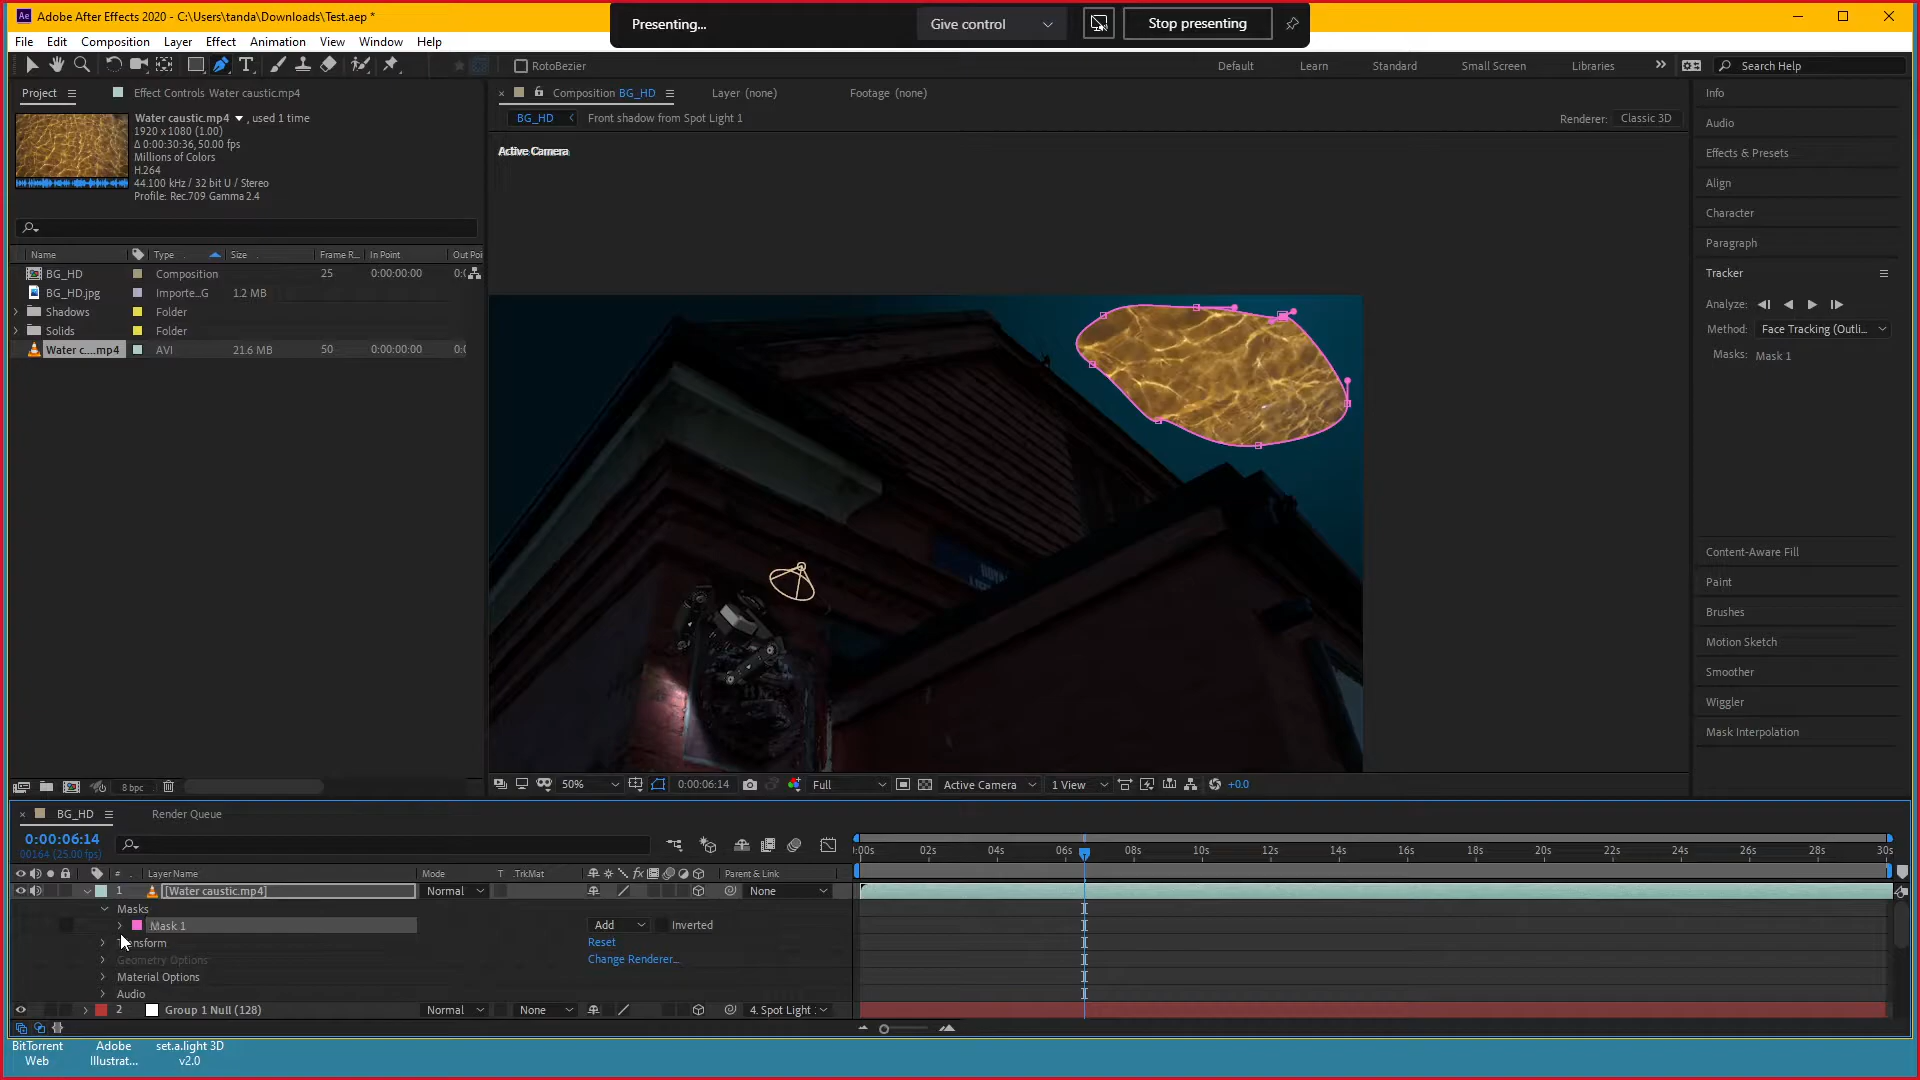 Adobe After Effects 2020 - C:\Users\tanda\Downloads\Test.aep *
Presenting...
Give control
Stop presenting
File Edit Composition Layer Effect Animation View Window Help
RotoBezier
Default Learn Standard Small Screen Libraries
Search Help
Project
Effect Controls Water caustic.mp4
Composition BG_HD
Layer (none)
Footage (none)
Water caustic.mp4 , used 1 time
1920 x 1080 (1.00)
Δ 0:00:30:36, 50.00 fps
Millions of Colors
H.264
44.100 kHz / 32 bit U / Stereo
Profile: Rec.709 Gamma 2.4
BG_HD
Front shadow from Spot Light 1
Renderer: Classic 3D
Active Camera
Name Type Size Frame R... In Point Out Poi
BG_HD Composition 25 0:00:00:00 0:(
BG_HD.jpg Importe...G 1.2 MB
Shadows Folder
Solids Folder
Water c....mp4 AVI 21.6 MB 50 0:00:00:00 0:(
8 bpc
50%
0:00:06:14
Full
Active Camera
1 View
+0.0
Info
Audio
Effects & Presets
Align
Character
Paragraph
Tracker
Analyze:
Method: Face Tracking (Outli...
Masks: Mask 1
Content-Aware Fill
Paint
Brushes
Motion Sketch
Smoother
Wiggler
Mask Interpolation
BG_HD
Render Queue
0:00:06:14
00164 (25.00 fps)
# Layer Name Mode T .TrkMat Parent & Link
:00s 02s 04s 06s 08s 10s 12s 14s 16s 18s 20s 22s 24s 26s 28s 30s
1 [Water caustic.mp4] Normal None
Masks
Mask 1 Add Inverted
Transform Reset
Geometry Options Change Renderer...
Material Options
Audio
2 Group 1 Null (128) Normal None 4. Spot Light :
BitTorrent Web
Adobe Illustrat...
set.a.light 3D v2.0